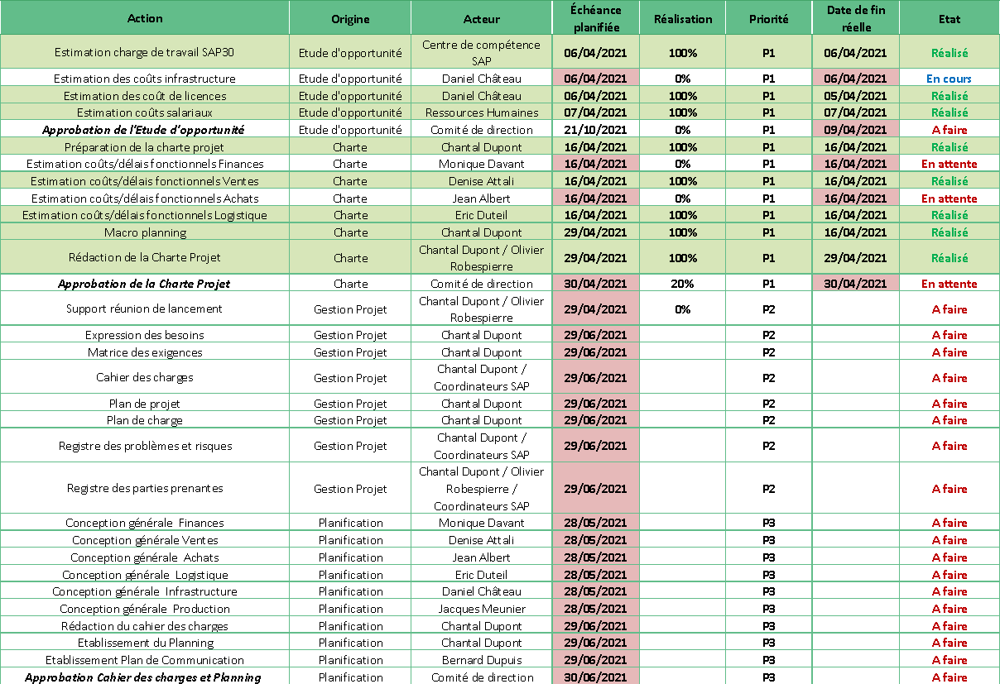 Action Origine Acteur Échéance planifiée Réalisation Priorité Date de fin réelle Etat
Estimation charge de travail SAP30 Etude d'opportunité Centre de compétence SAP 06/04/2021 100% P1 06/04/2021 Réalisé
Estimation des coûts infrastructure Etude d'opportunité Daniel Château 06/04/2021 0% P1 06/04/2021 En cours
Estimation des coût de licences Etude d'opportunité Daniel Château 06/04/2021 100% P1 05/04/2021 Réalisé
Estimation coûts salariaux Etude d'opportunité Ressources Humaines 07/04/2021 100% P1 07/04/2021 Réalisé
Approbation de l'Etude d'opportunité Etude d'opportunité Comité de direction 21/10/2021 0% P1 09/04/2021 A faire
Préparation de la charte projet Charte Chantal Dupont 16/04/2021 100% P1 16/04/2021 Réalisé
Estimation coûts/délais fonctionnels Finances Charte Monique Davant 16/04/2021 0% P1 16/04/2021 En attente
Estimation coûts/délais fonctionnels Ventes Charte Denise Attali 16/04/2021 100% P1 16/04/2021 Réalisé
Estimation coûts/délais fonctionnels Achats Charte Jean Albert 16/04/2021 0% P1 16/04/2021 En attente
Estimation coûts/délais fonctionnels Logistique Charte Eric Duteil 16/04/2021 100% P1 16/04/2021 Réalisé
Macro planning Charte Chantal Dupont 29/04/2021 100% P1 16/04/2021 Réalisé
Rédaction de la Charte Projet Charte Chantal Dupont / Olivier Robespierre 29/04/2021 100% P1 29/04/2021 Réalisé
Approbation de la Charte Projet Charte Comité de direction 30/04/2021 20% P1 30/04/2021 En attente
Support réunion de lancement Gestion Projet Chantal Dupont / Olivier Robespierre 29/04/2021 0% P2 A faire
Expression des besoins Gestion Projet Chantal Dupont 29/06/2021 P2 A faire
Matrice des exigences Gestion Projet Chantal Dupont 29/06/2021 P2 A faire
Cahier des charges Gestion Projet Chantal Dupont / Coordinateurs SAP 29/06/2021 P2 A faire
Plan de projet Gestion Projet Chantal Dupont 29/06/2021 P2 A faire
Plan de charge Gestion Projet Chantal Dupont 29/06/2021 P2 A faire
Registre des problèmes et risques Gestion Projet Chantal Dupont / Coordinateurs SAP 29/06/2021 P2 A faire
Registre des parties prenantes Gestion Projet Chantal Dupont / Olivier Robespierre / Coordinateurs SAP 29/06/2021 P2 A faire
Conception générale Finances Planification Monique Davant 28/05/2021 P3 A faire
Conception générale Ventes Planification Denise Attali 28/05/2021 P3 A faire
Conception générale Achats Planification Jean Albert 28/05/2021 P3 A faire
Conception générale Logistique Planification Eric Duteil 28/05/2021 P3 A faire
Conception générale Infrastructure Planification Daniel Château 28/05/2021 P3 A faire
Conception générale Production Planification Jacques Meunier 28/05/2021 P3 A faire
Rédaction du cahier des charges Planification Chantal Dupont 29/06/2021 P3 A faire
Etablissement du Planning Planification Chantal Dupont 29/06/2021 P3 A faire
Etablissement Plan de Communication Planification Bernard Dupuis 29/06/2021 P3 A faire
Approbation Cahier des charges et Planning Planification Comité de direction 30/06/2021 P3 A faire